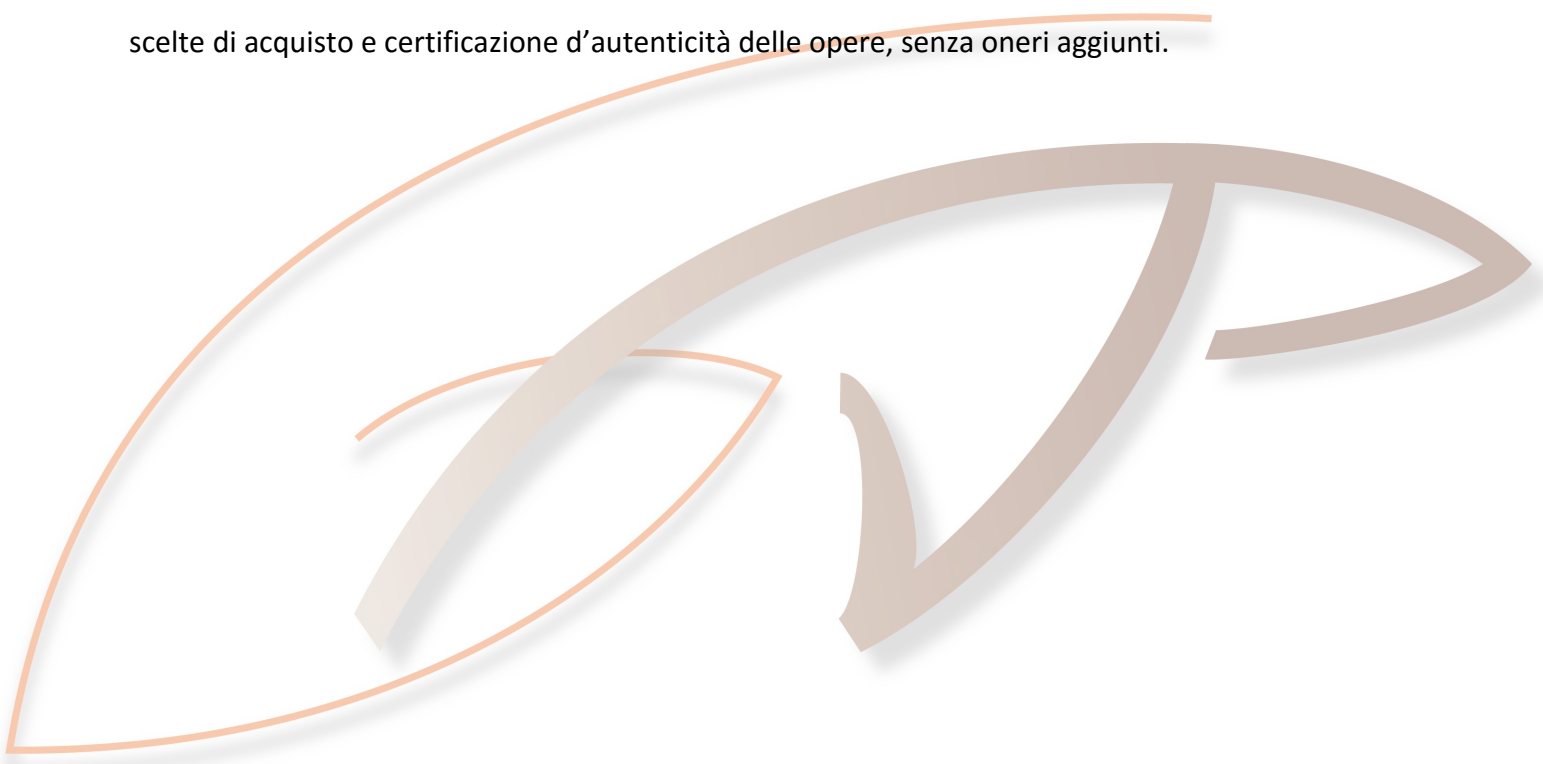 scelte di acquisto e certificazione d’autenticità delle opere, senza oneri aggiunti.